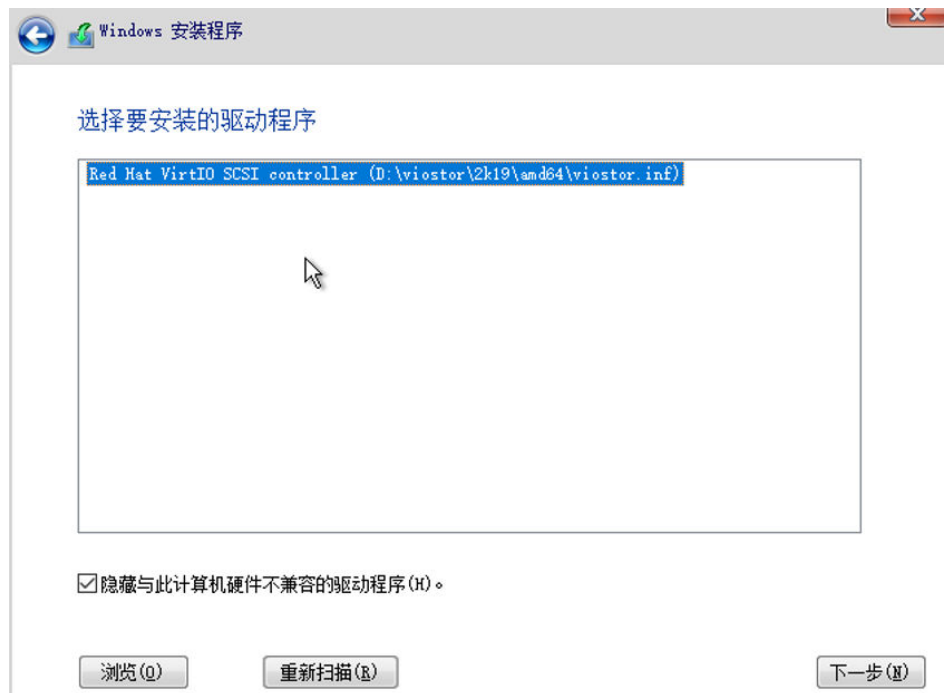 Windows 安装程序
选择要安装的驱动程序
Red Hat VirtIO SCSI controller (D:\viostor\2k19\amd64\viostor.inf)
隐藏与此计算机硬件不兼容的驱动程序(H)。
浏览(O)
重新扫描(R)
下一步(N)